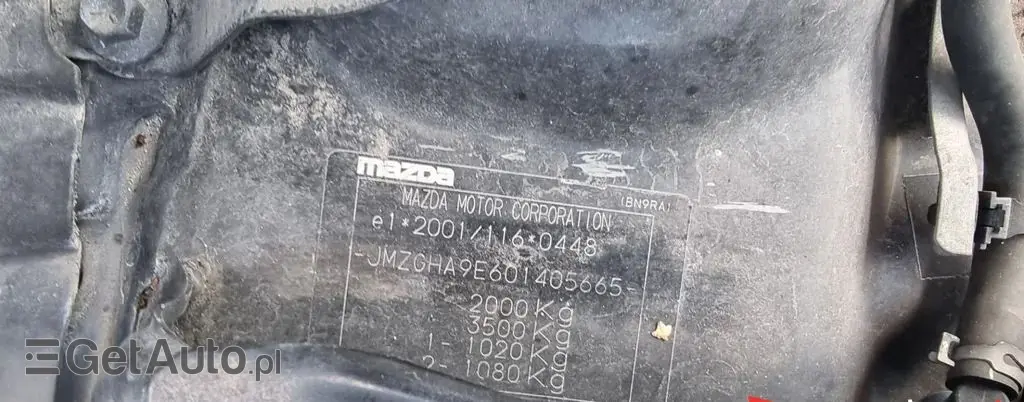 mazda
(BN9RA)
MAZDA MOTOR CORPORATION
e1*2001/116*0448
-JMZGHA9E601405665-
2000 Kg
3500 Kg
1- 1020 Kg
2- 1080 Kg
GetAuto.pl